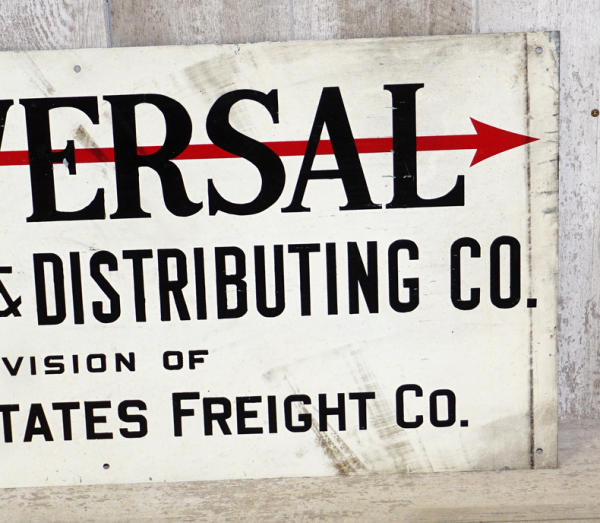 VERSAL
& DISTRIBUTING CO.
VISION OF
TATES FREIGHT CO.